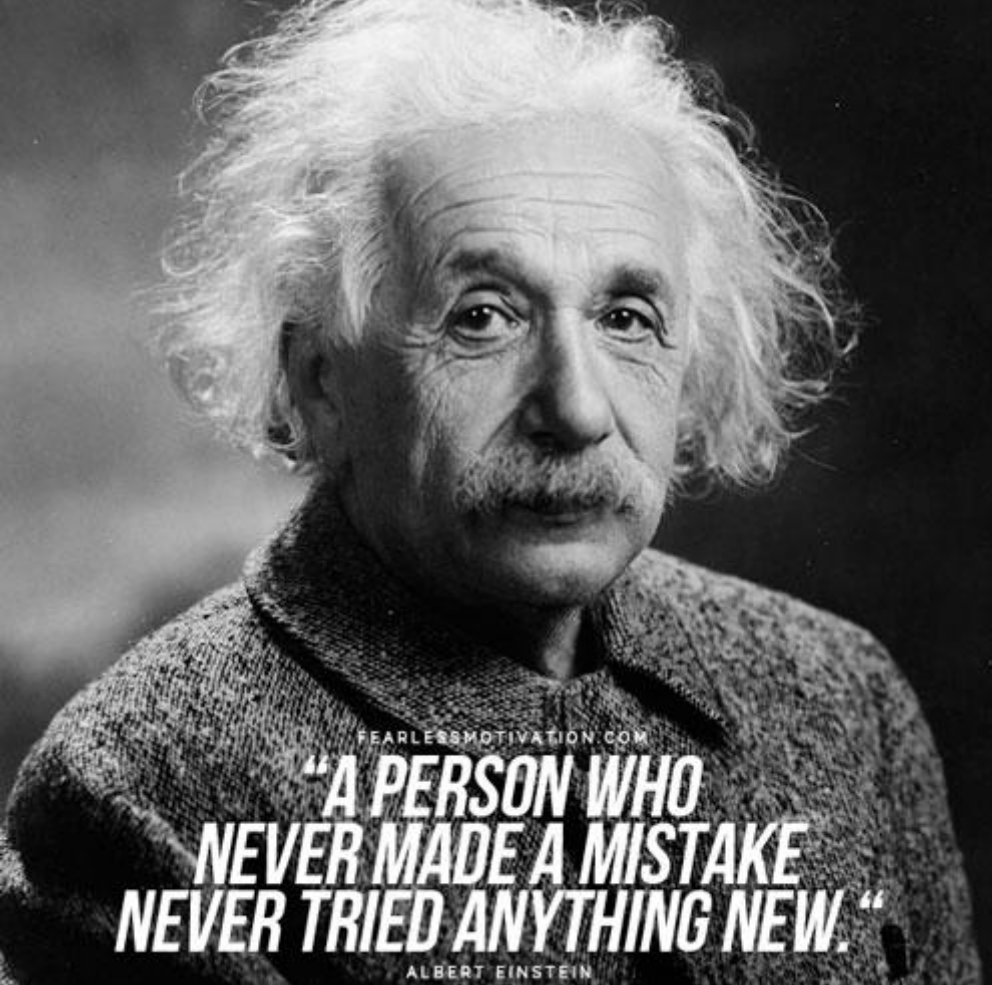 FEARLESSMOTIVATION.COM
“A PERSON WHO
NEVER MADE A MISTAKE
NEVER TRIED ANYTHING NEW.“
ALBERT EINSTEIN